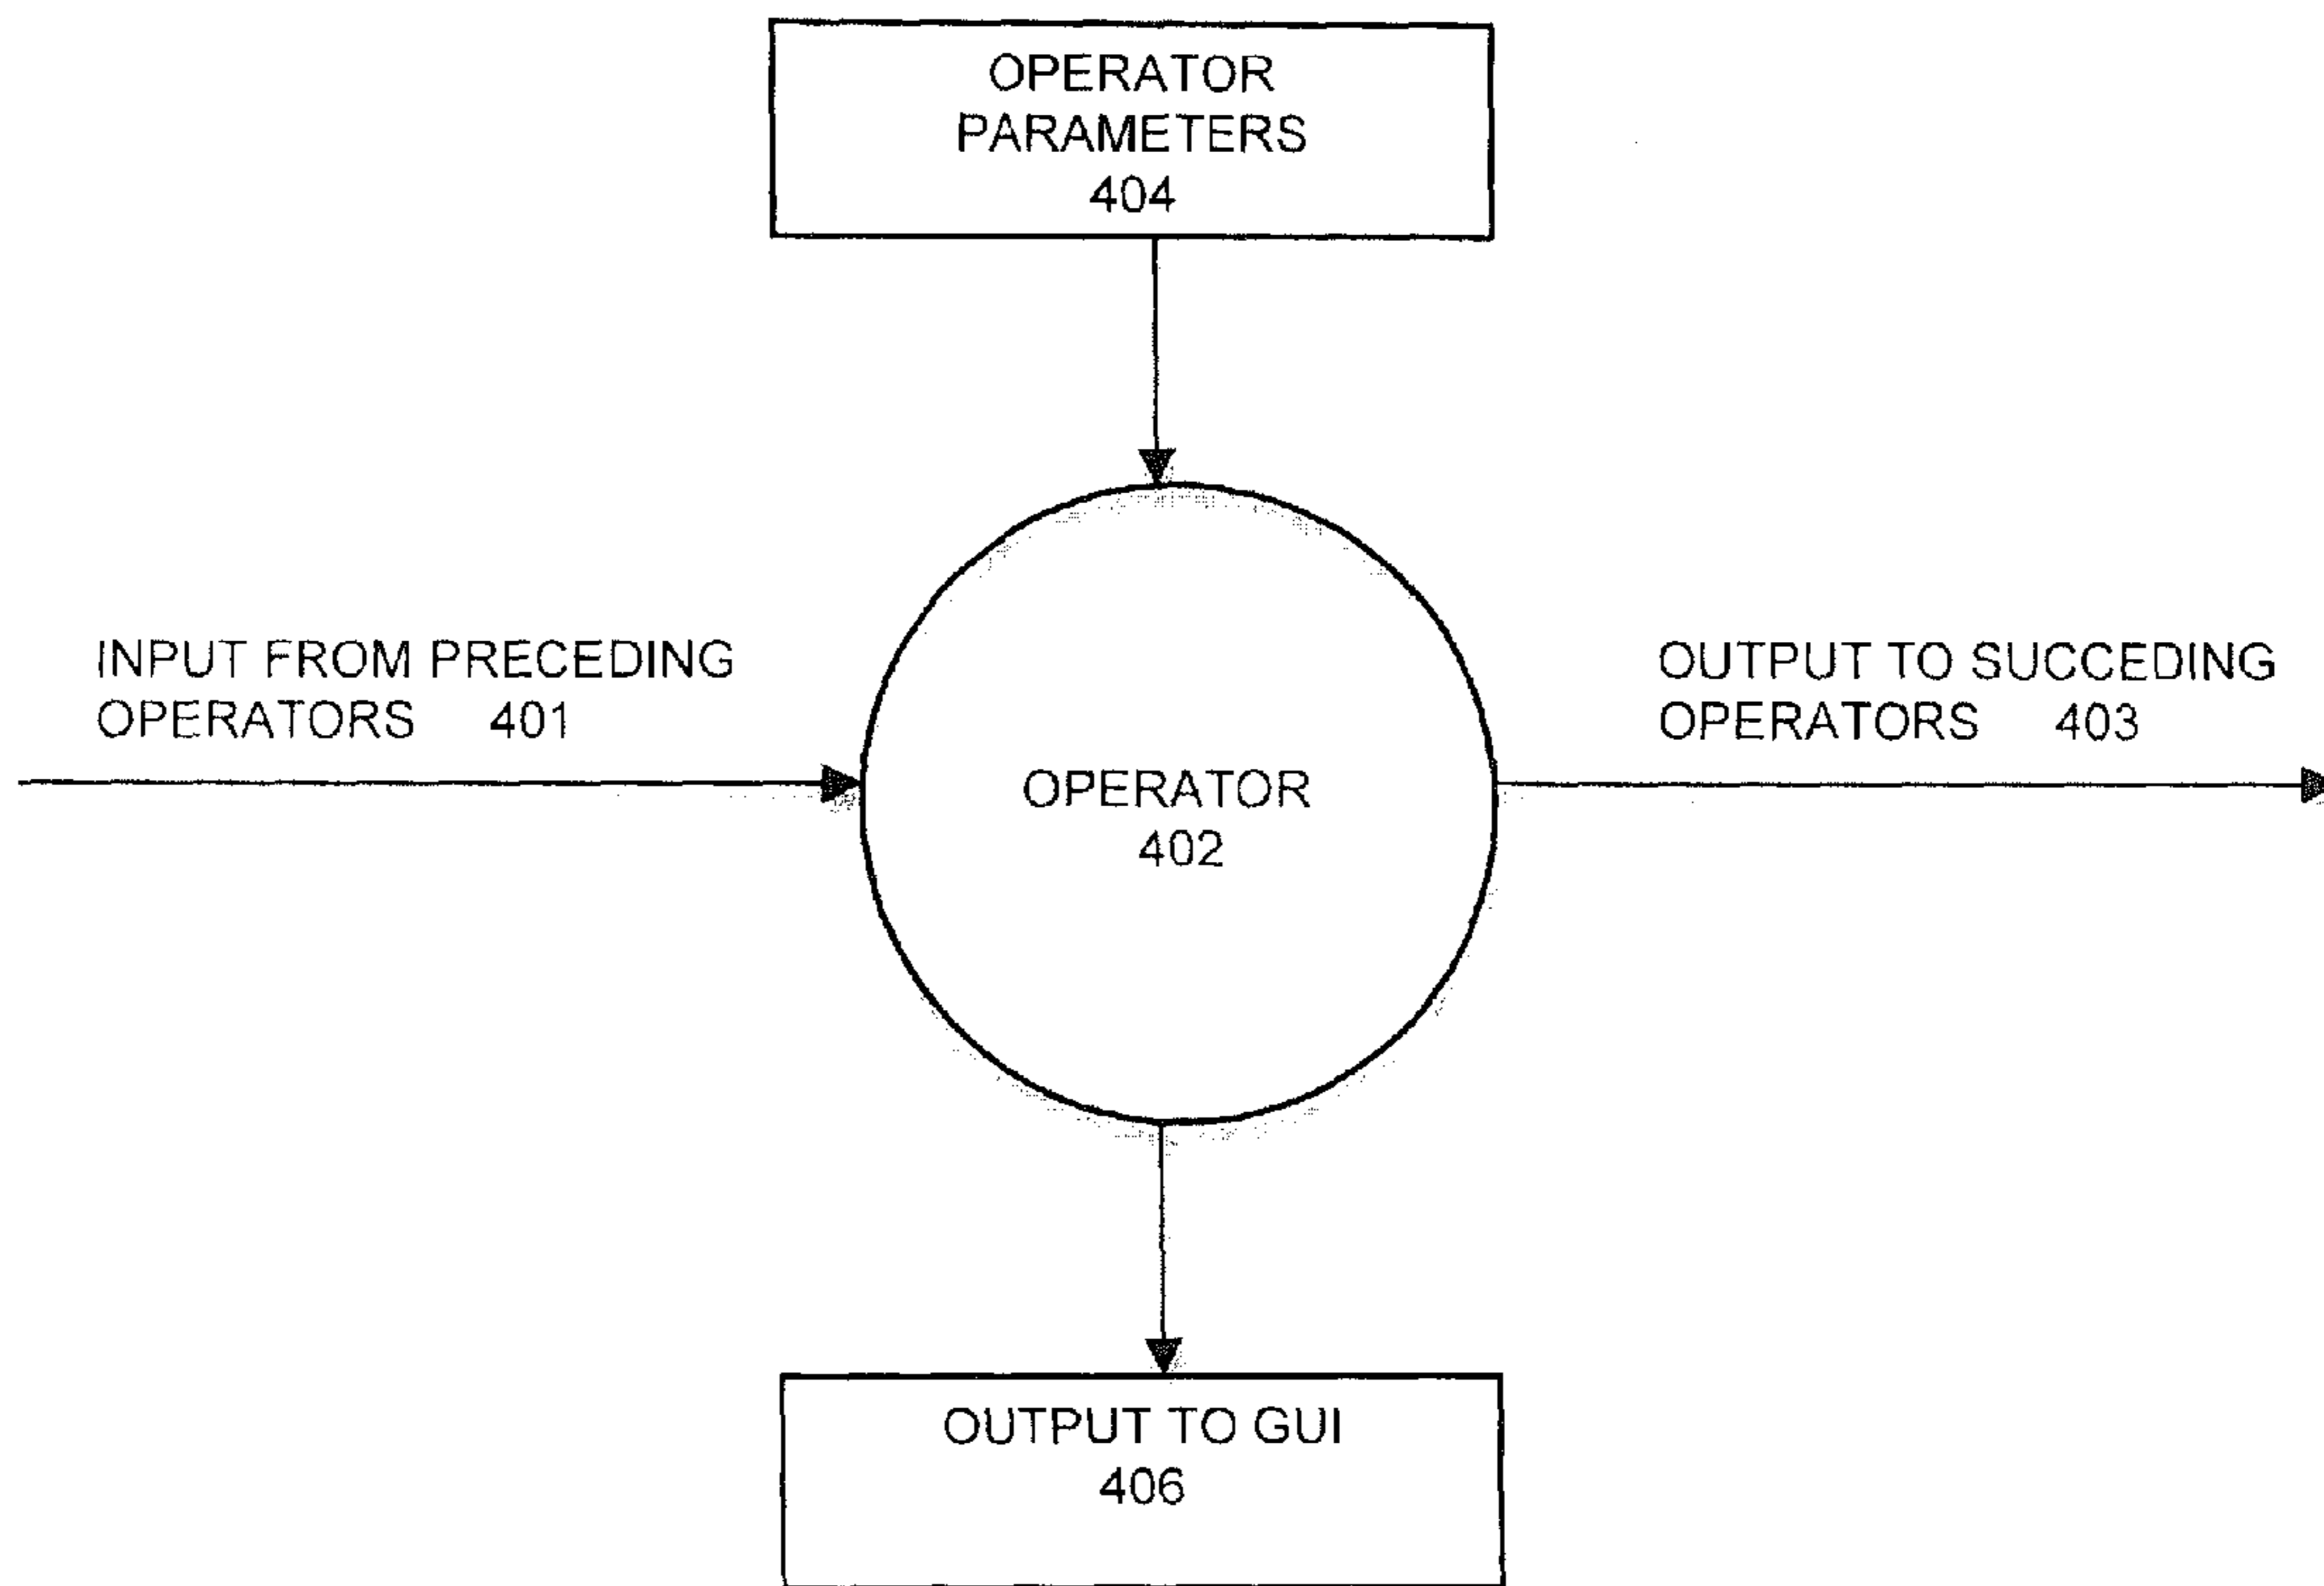 OPERATOR
PARAMETERS
404
INPUT FROM PRECEDING
OPERATORS 401
OUTPUT TO SUCCEDING
OPERATORS 403
OPERATOR
402
OUTPUT TO GUI
406